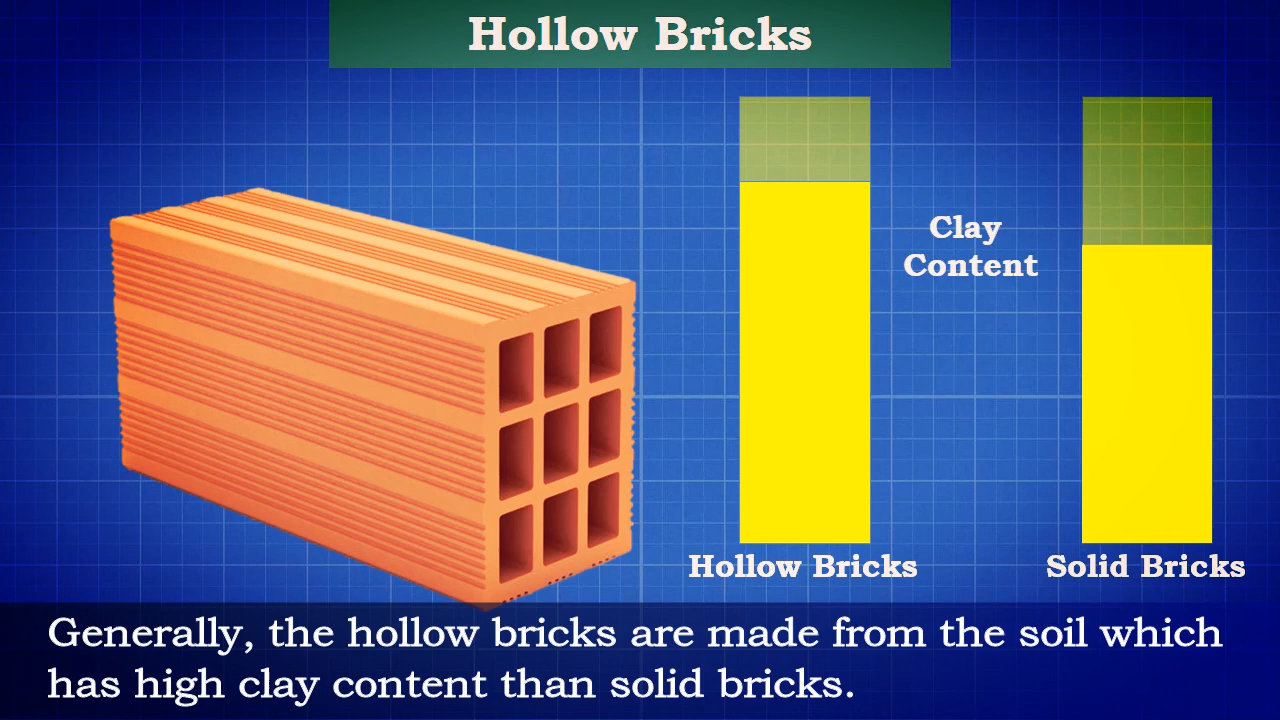 Hollow Bricks
Clay
Content
Hollow Bricks
Solid Bricks
Generally, the hollow bricks are made from the soil which
has high clay content than solid bricks.